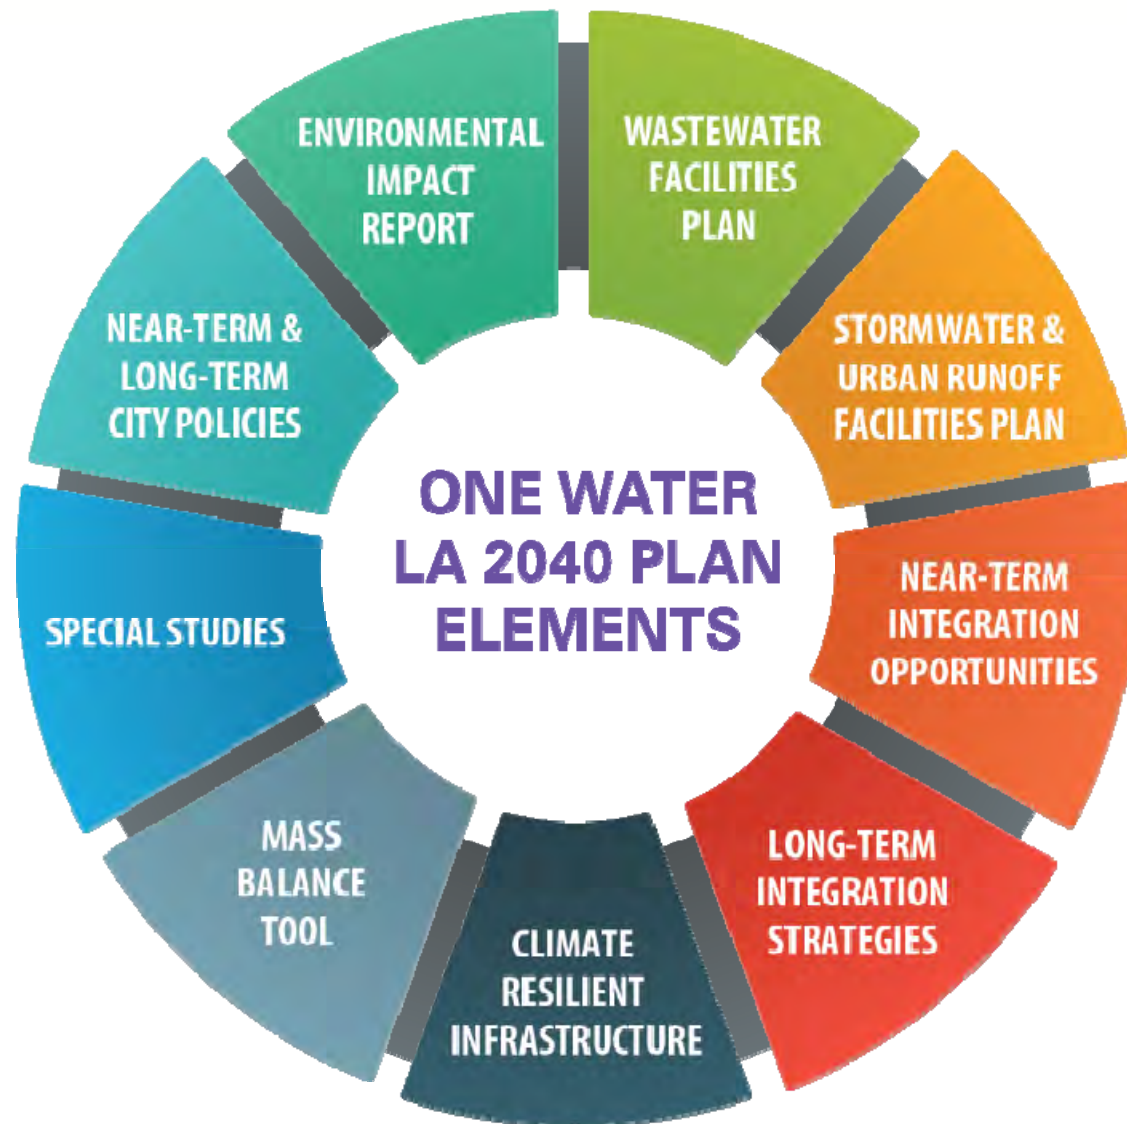 ENVIRONMENTAL
IMPACT
REPORT
WASTEWATER
FACILITIES
PLAN
STORMWATER &
URBAN RUNOFF
FACILITIES PLAN
NEAR-TERM
INTEGRATION
OPPORTUNITIES
LONG-TERM
INTEGRATION
STRATEGIES
CLIMATE
RESILIENT
INFRASTRUCTURE
MASS
BALANCE
TOOL
SPECIAL STUDIES
NEAR-TERM &
LONG-TERM
CITY POLICIES
ONE WATER
LA 2040 PLAN
ELEMENTS